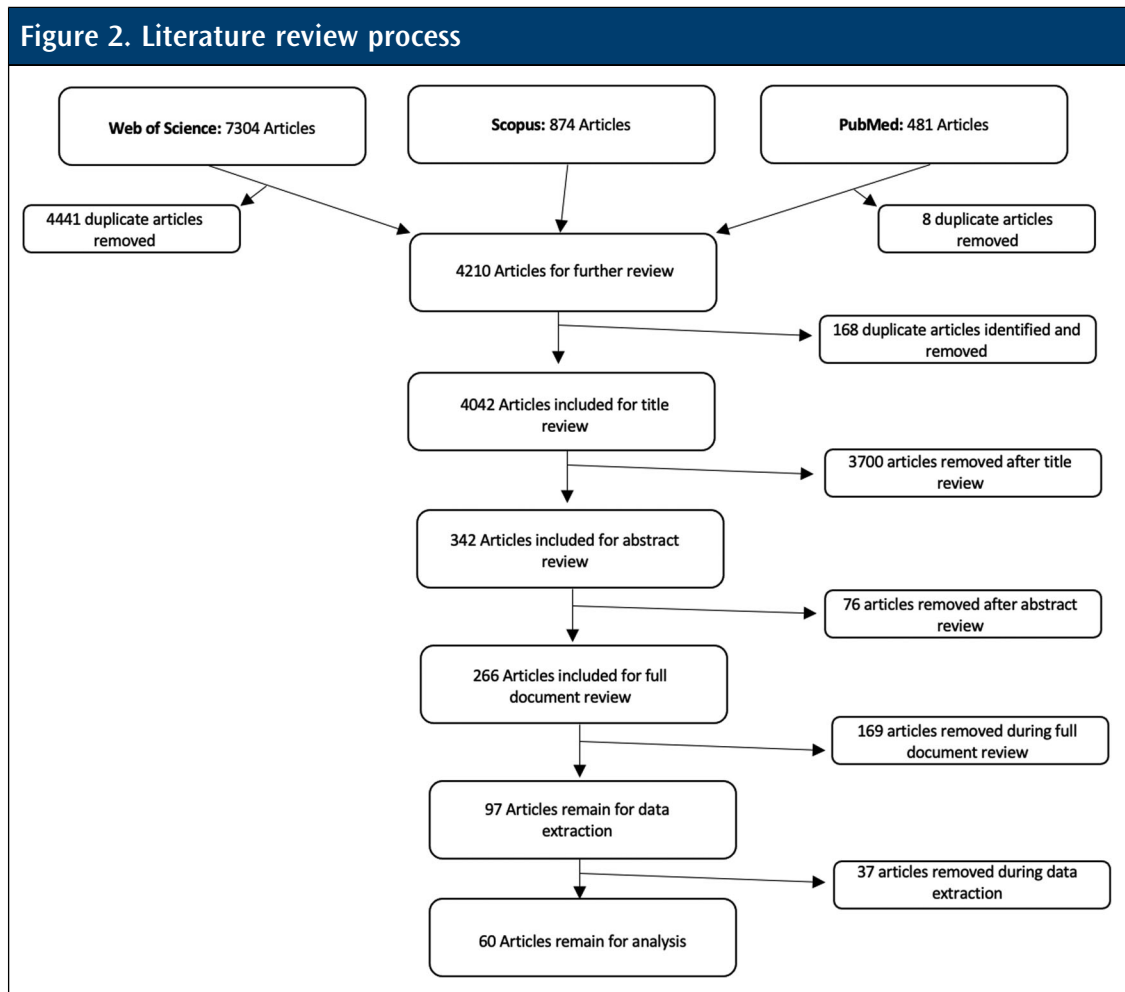 Figure 2. Literature review process
Web of Science: 7304 Articles
Scopus: 874 Articles
PubMed: 481 Articles
4441 duplicate articles
removed
8 duplicate articles
removed
4210 Articles for further review
168 duplicate articles identified and
removed
4042 Articles included for title
review
3700 articles removed after title
review
342 Articles included for abstract
review
76 articles removed after abstract
review
266 Articles included for full
document review
169 articles removed during full
document review
97 Articles remain for data
extraction
37 articles removed during data
extraction
60 Articles remain for analysis